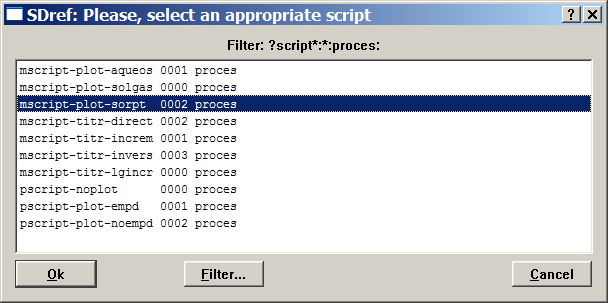 SDref: Please, select an appropriate script
Filter: ?script*:*:proces:
mscript-plot-aqueos 0001 proces
mscript-plot-solgas 0000 proces
mscript-plot-sorpt 0002 proces
mscript-titr-direct 0002 proces
mscript-titr-increm 0001 proces
mscript-titr-invers 0003 proces
mscript-titr-lgincr 0000 proces
pscript-noplot 0000 proces
pscript-plot-empd 0001 proces
pscript-plot-noempd 0002 proces
Ok Filter... Cancel